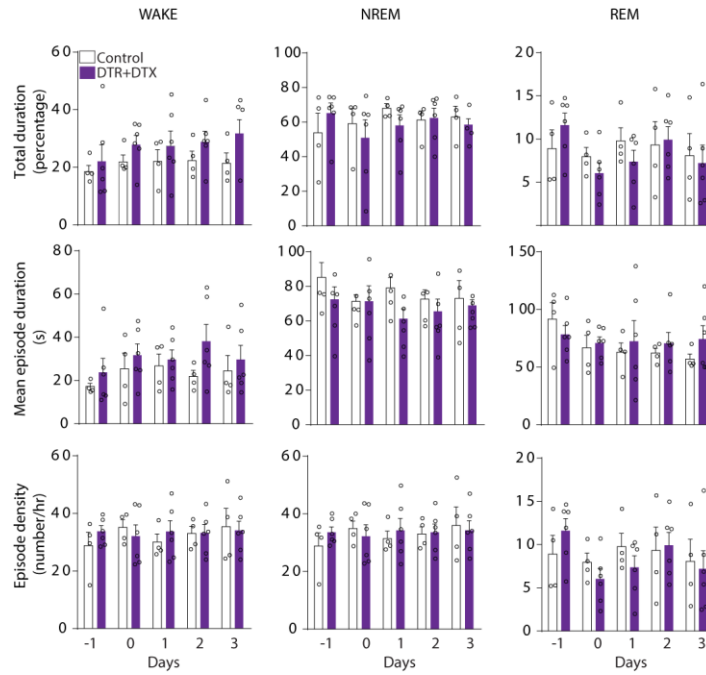 WAKE NREM REM
Control
DTR+DTX
Total duration
(percentage)
60
40
20
0
100
80
60
40
20
0
20
15
10
5
Mean episode duration
(s)
80
60
40
20
0
100
80
60
40
20
0
150
100
50
0
Episode density
(number/hr)
60
40
20
0
60
40
20
0
20
15
10
5
0
-1 0 1 2 3
Days
-1 0 1 2 3
Days
-1 0 1 2 3
Days